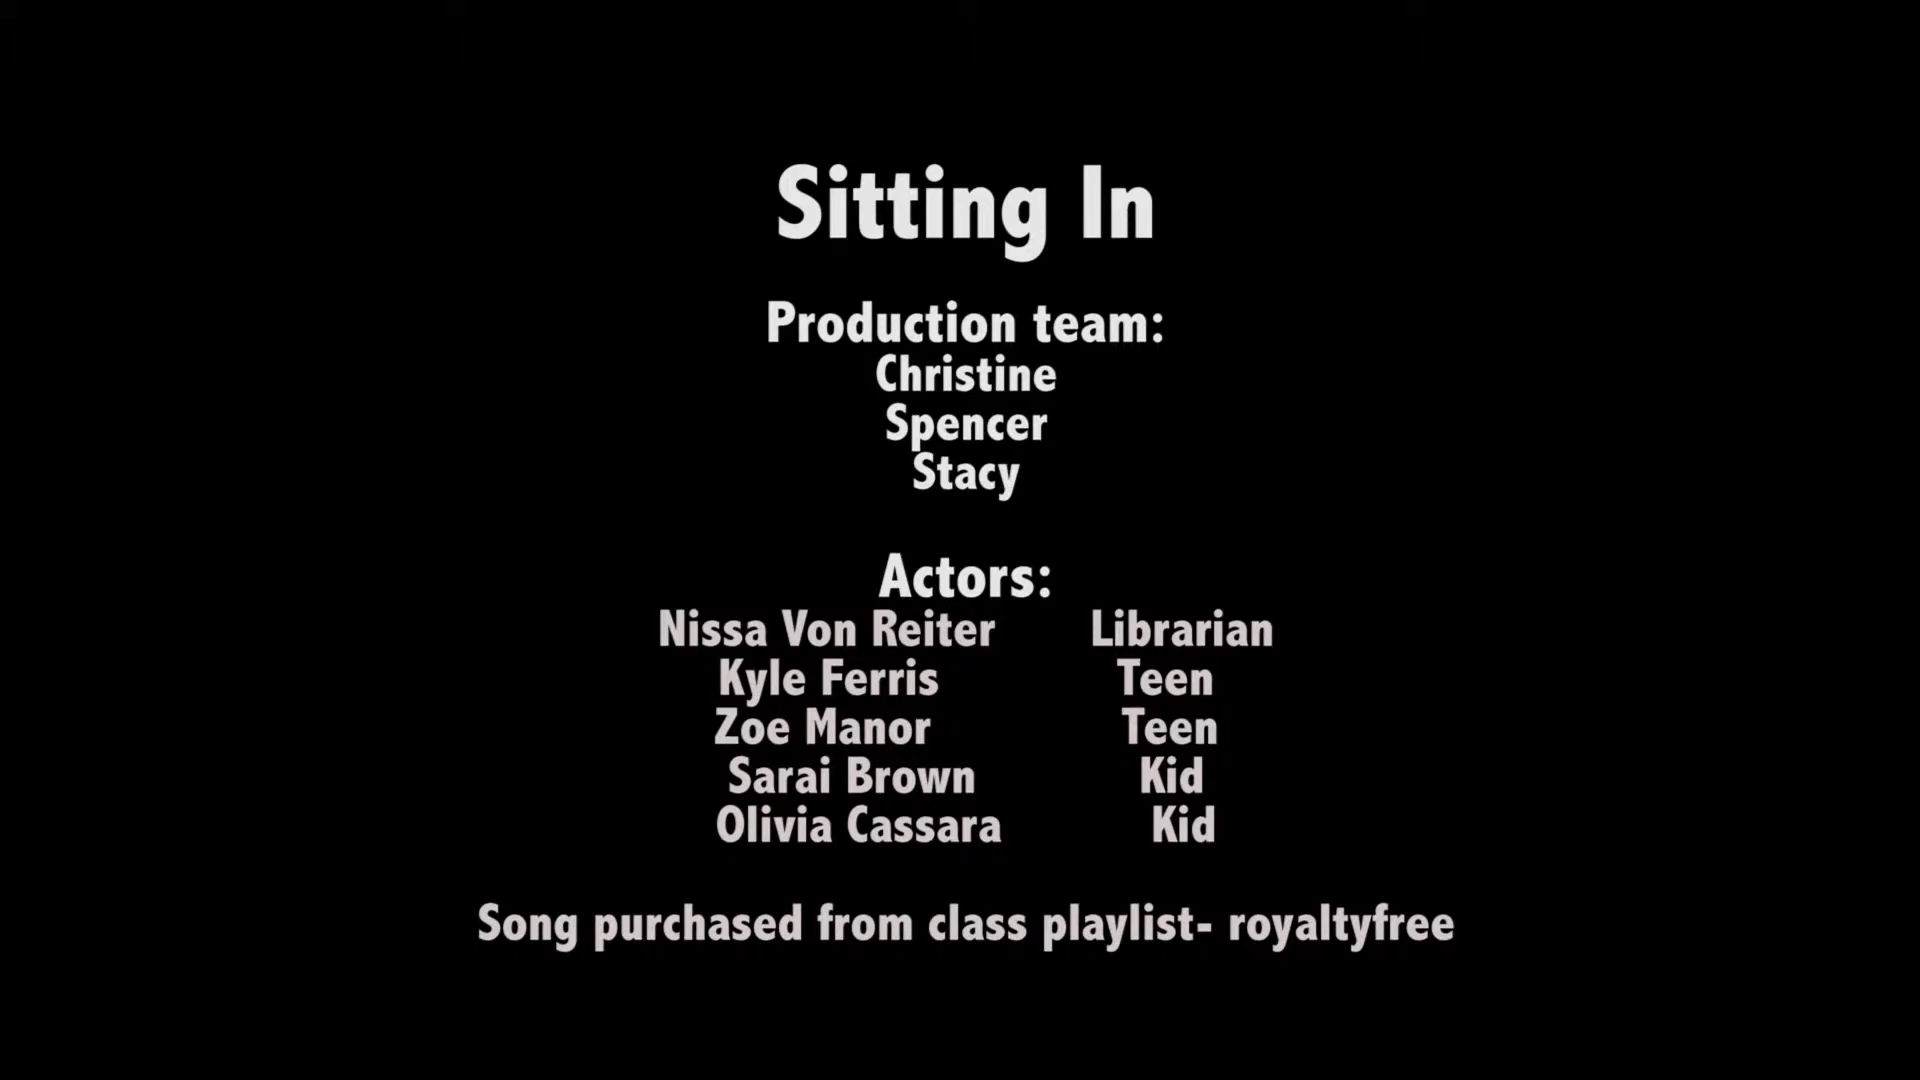 Sitting In
Production team:
Christine
Spencer
Stacy
Actors:
Nissa Von Reiter Librarian
Kyle Ferris Teen
Zoe Manor Teen
Sarai Brown Kid
Olivia Cassara Kid
Song purchased from class playlist- royaltyfree